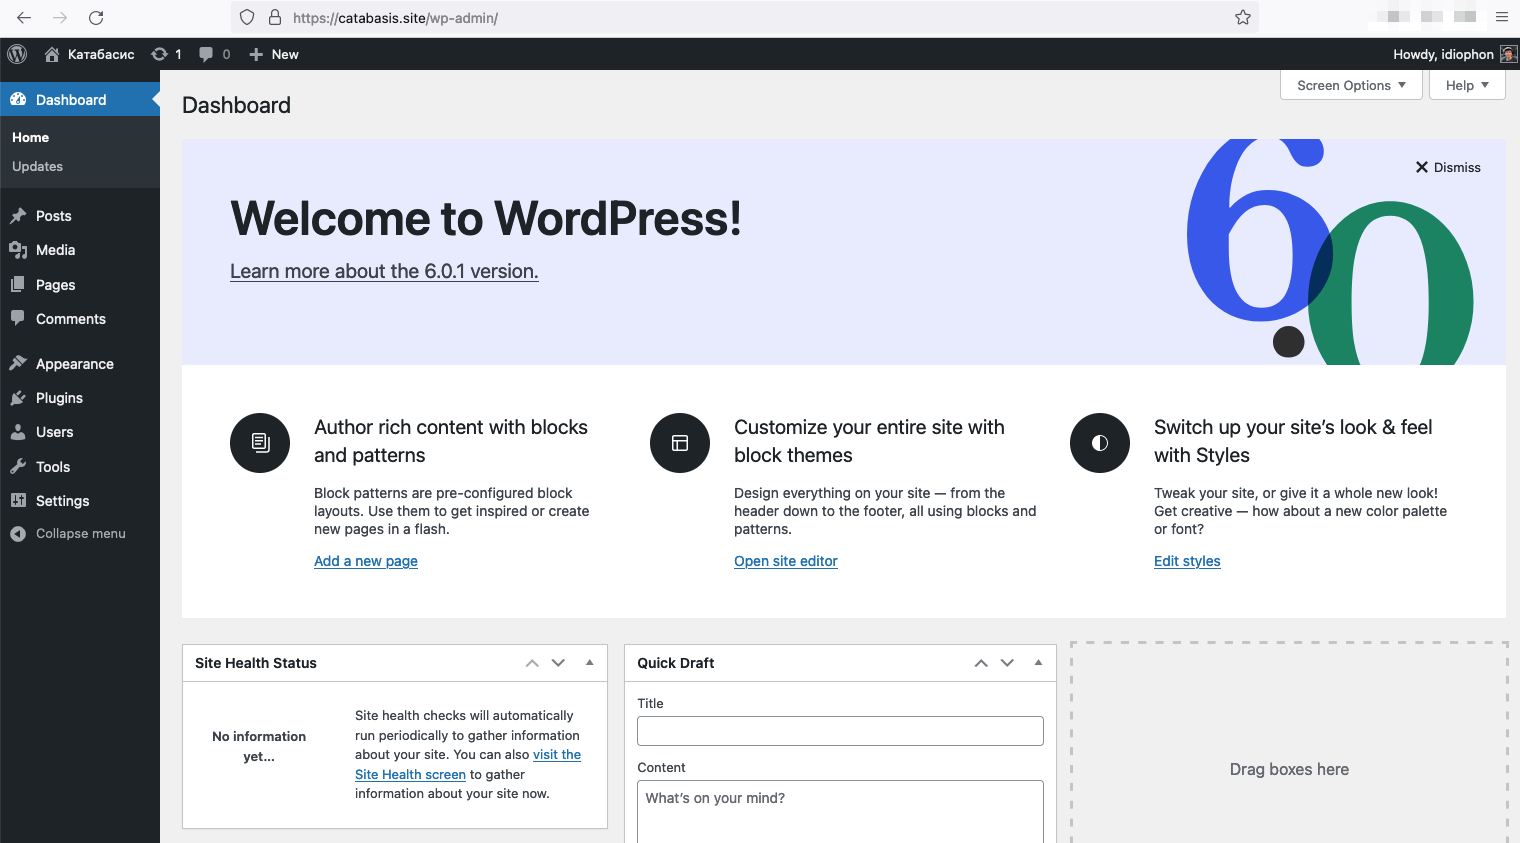 https://catabasis.site/wp-admin/
Катабасис 1 0 New
Howdy, idiophon
Dashboard
Home
Updates
Posts
Media
Pages
Comments
Appearance
Plugins
Users
Tools
Settings
Collapse menu
Screen Options Help
Dashboard
Dismiss
Welcome to WordPress!
Learn more about the 6.0.1 version.
6.0
Author rich content with blocks
and patterns
Block patterns are pre-configured block
layouts. Use them to get inspired or create
new pages in a flash.
Add a new page
Customize your entire site with
block themes
Design everything on your site — from the
header down to the footer, all using blocks and
patterns.
Open site editor
Switch up your site’s look & feel
with Styles
Tweak your site, or give it a whole new look!
Get creative — how about a new color palette
or font?
Edit styles
Site Health Status
No information
yet...
Site health checks will automatically
run periodically to gather information
about your site. You can also visit the
Site Health screen to gather
information about your site now.
Quick Draft
Title
Content
What’s on your mind?
Drag boxes here